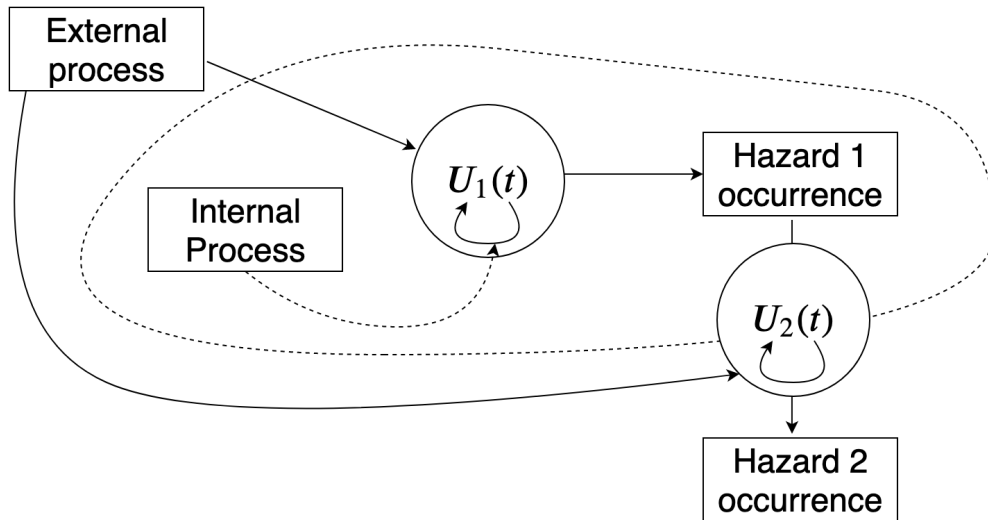 External
process
Internal
Process
U₁(t)
Hazard 1
occurrence
U₂(t)
Hazard 2
occurrence